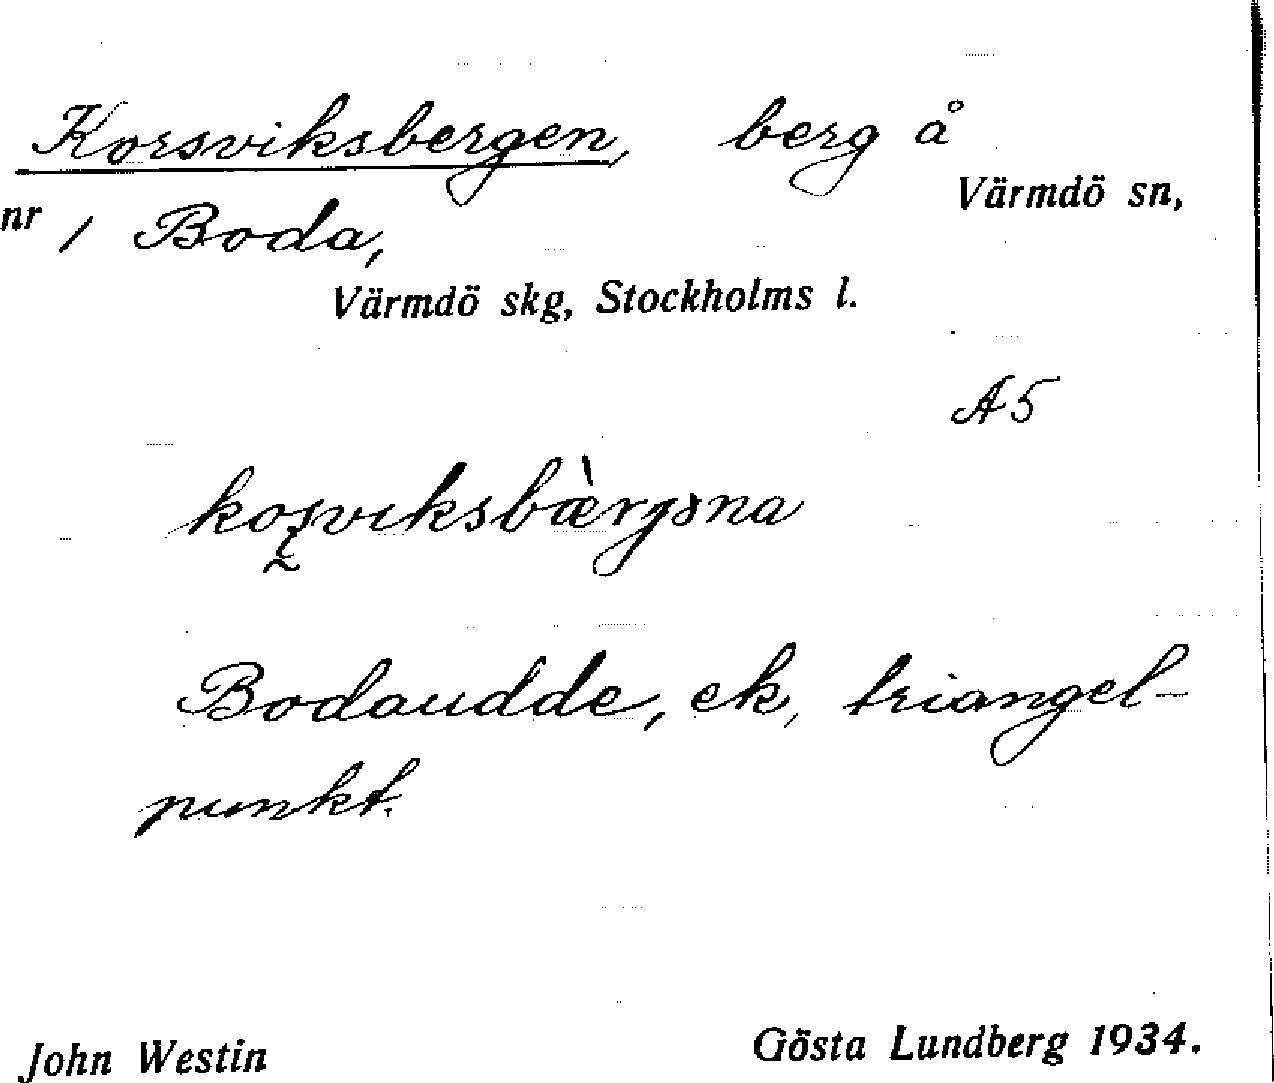 Korsviksbergen, berg å
Värmdö sn,
nr 1 Boda,
Värmdö skg, Stockholms l.
A5
Bodaudde, ek, triangel-
punkt.
John Westin Gösta Lundberg 1934.